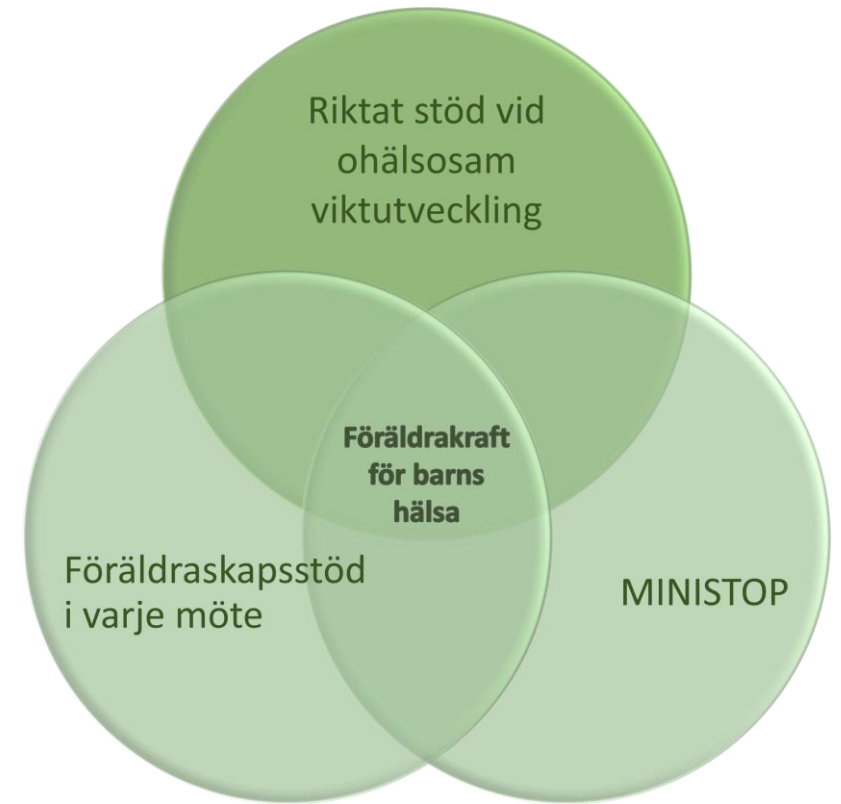 Riktat stöd vid
ohälsosam
viktutveckling
Föräldrakraft
för barns
hälsa
Föräldraskapsstöd
i varje möte
MINISTOP